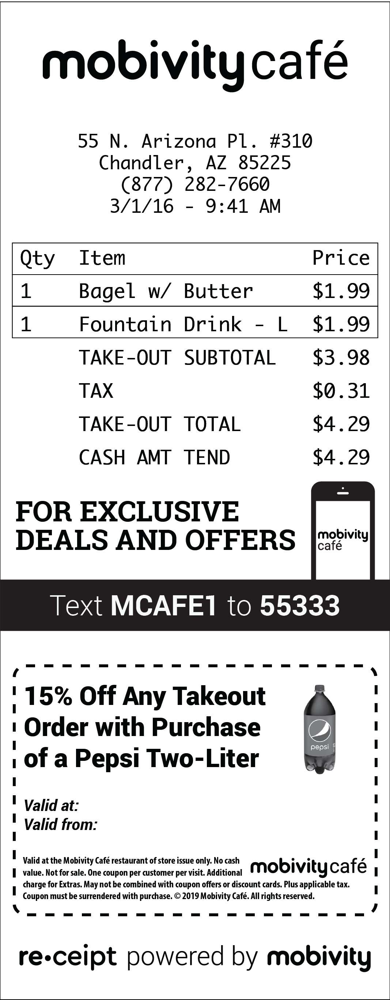 mobivity café
55 N. Arizona Pl. #310
Chandler, AZ 85225
(877) 282-7660
3/1/16 - 9:41 AM
Qty Item Price
1 Bagel w/ Butter $1.99
1 Fountain Drink - L $1.99
TAKE-OUT SUBTOTAL $3.98
TAX $0.31
TAKE-OUT TOTAL $4.29
CASH AMT TEND $4.29
FOR EXCLUSIVE
DEALS AND OFFERS
mobivity
café
Text MCAFE1 to 55333
15% Off Any Takeout
Order with Purchase
of a Pepsi Two-Liter
pepsi
Valid at:
Valid from:
Valid at the Mobivity Café restaurant of store issue only. No cash
value. Not for sale. One coupon per customer per visit. Additional
mobivity café
charge for Extras. May not be combined with coupon offers or discount cards. Plus applicable tax.
Coupon must be surrendered with purchase. © 2019 Mobivity Café. All rights reserved.
re•ceipt powered by mobivity